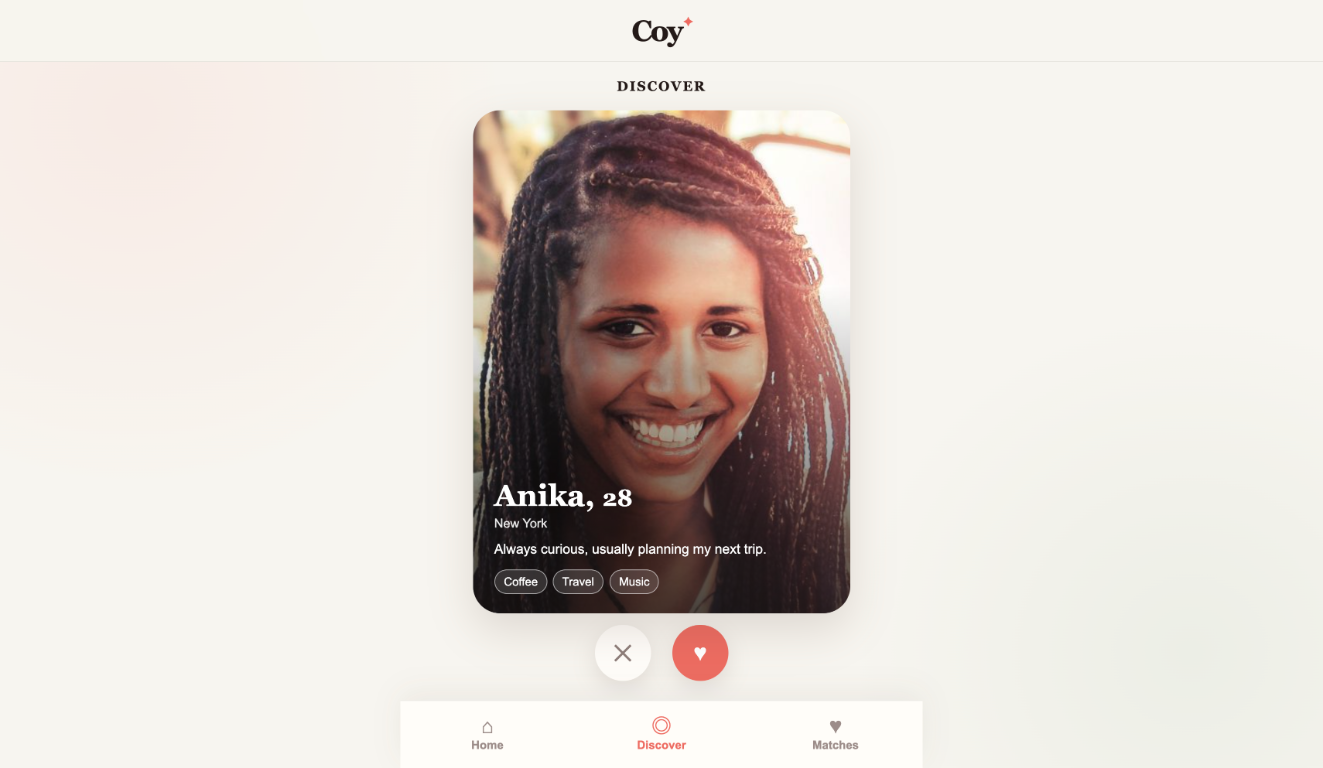 Coy
DISCOVER
Anika, 28
New York
Always curious, usually planning my next trip.
Coffee Travel Music
Home Discover Matches